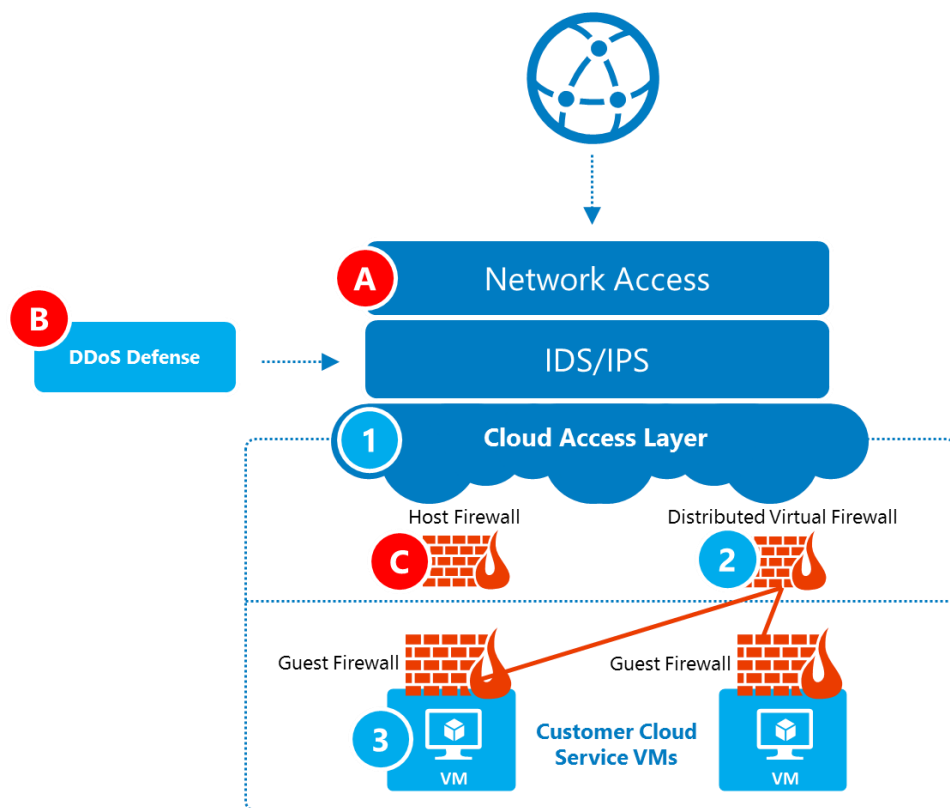 A
Network Access
B
DDoS Defense
IDS/IPS
1
Cloud Access Layer
Host Firewall
Distributed Virtual Firewall
C
2
Guest Firewall
Guest Firewall
3
Customer Cloud
Service VMs
VM
VM